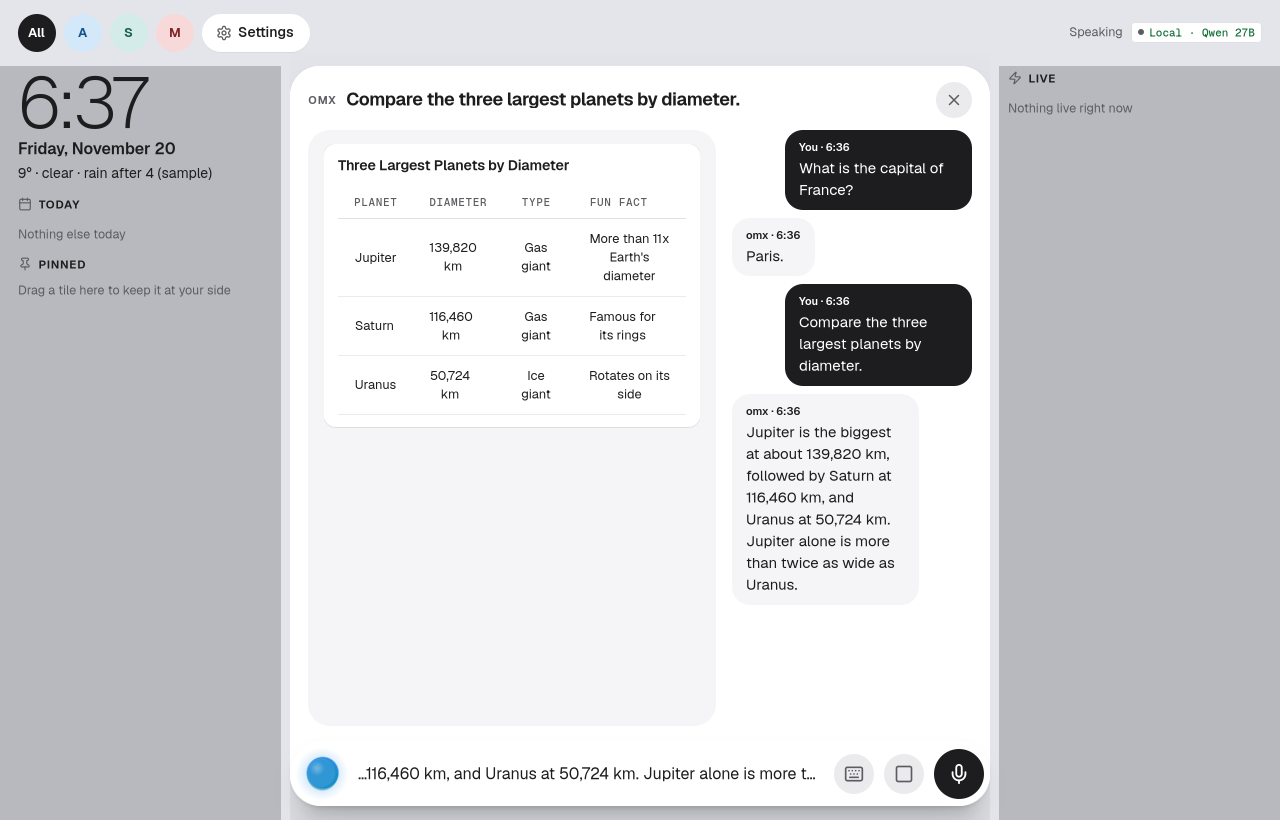 All A S M Settings
Speaking Local · Qwen 27B
6:37
Friday, November 20
9° · clear · rain after 4 (sample)
TODAY
Nothing else today
PINNED
Drag a tile here to keep it at your side
OMX Compare the three largest planets by diameter.
Three Largest Planets by Diameter
PLANET DIAMETER TYPE FUN FACT
Jupiter 139,820 km Gas giant More than 11x Earth's diameter
Saturn 116,460 km Gas giant Famous for its rings
Uranus 50,724 km Ice giant Rotates on its side
You · 6:36
What is the capital of
France?
omx · 6:36
Paris.
You · 6:36
Compare the three
largest planets by
diameter.
omx · 6:36
Jupiter is the biggest
at about 139,820 km,
followed by Saturn at
116,460 km, and
Uranus at 50,724 km.
Jupiter alone is more
than twice as wide as
Uranus.
...116,460 km, and Uranus at 50,724 km. Jupiter alone is more t...
LIVE
Nothing live right now